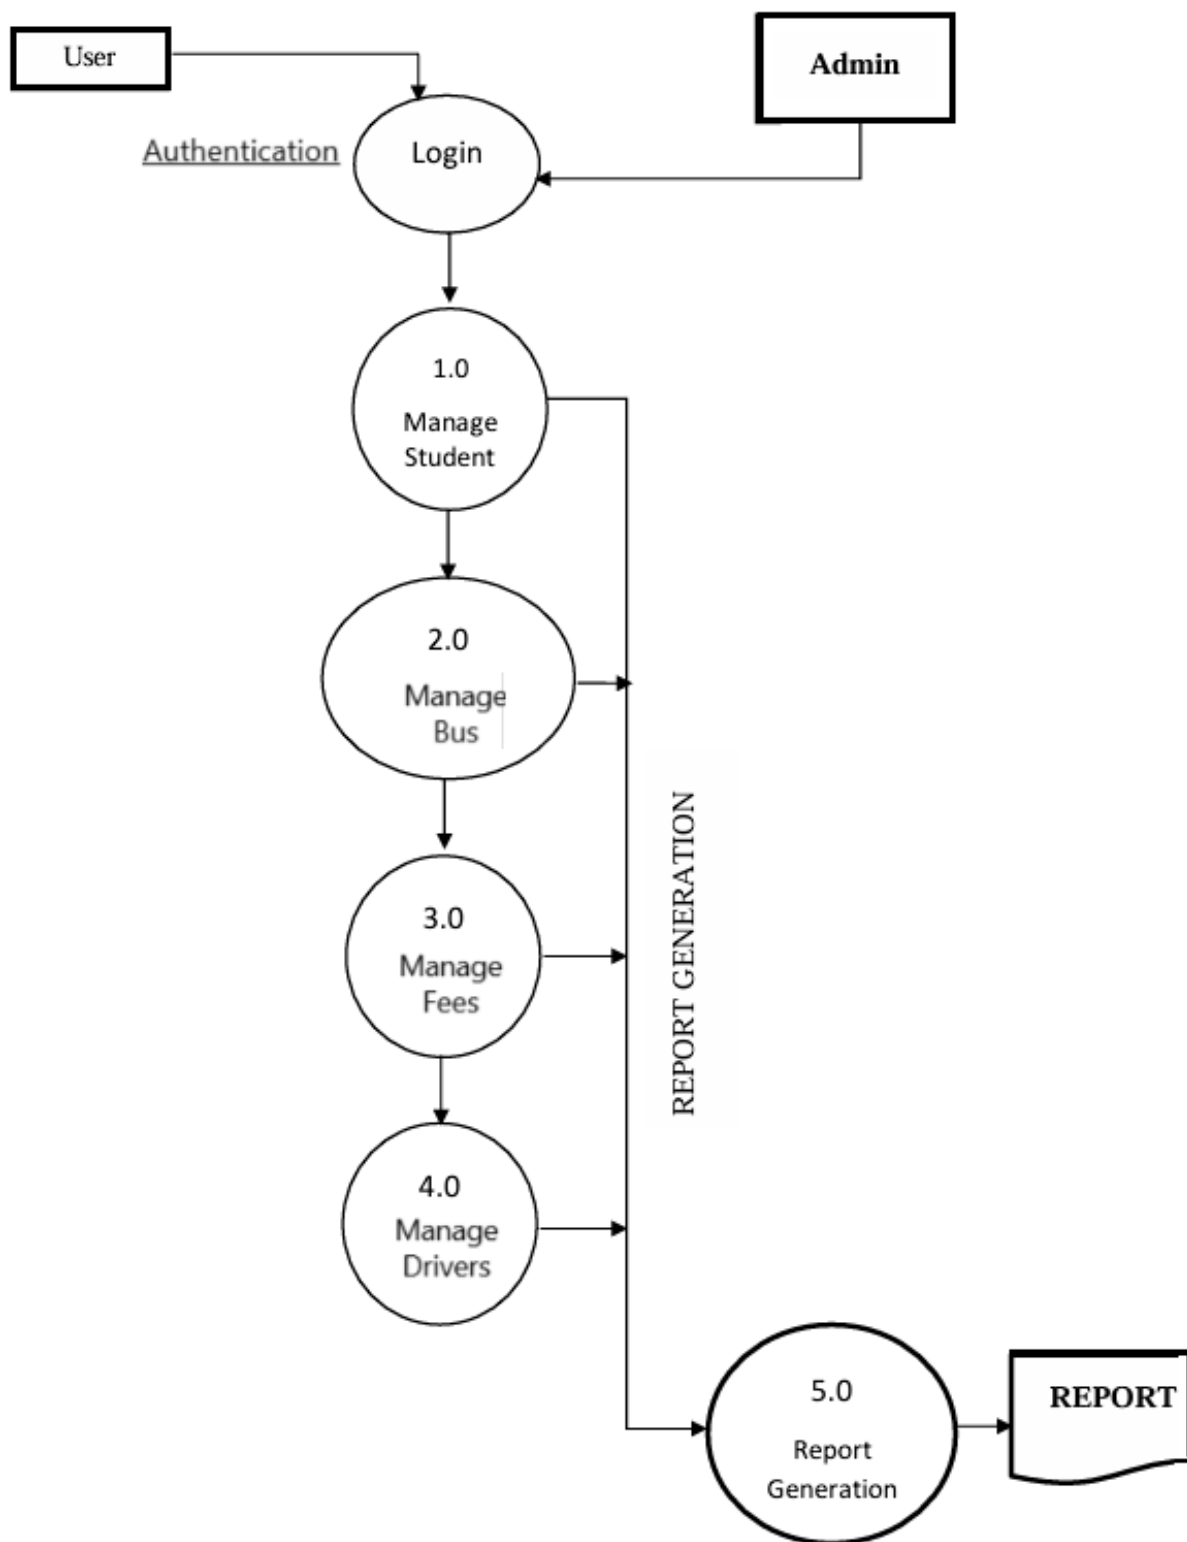 User
Admin
Authentication
Login
1.0
Manage
Student
2.0
Manage
Bus
REPORT GENERATION
3.0
Manage
Fees
4.0
Manage
Drivers
5.0
Report
Generation
REPORT